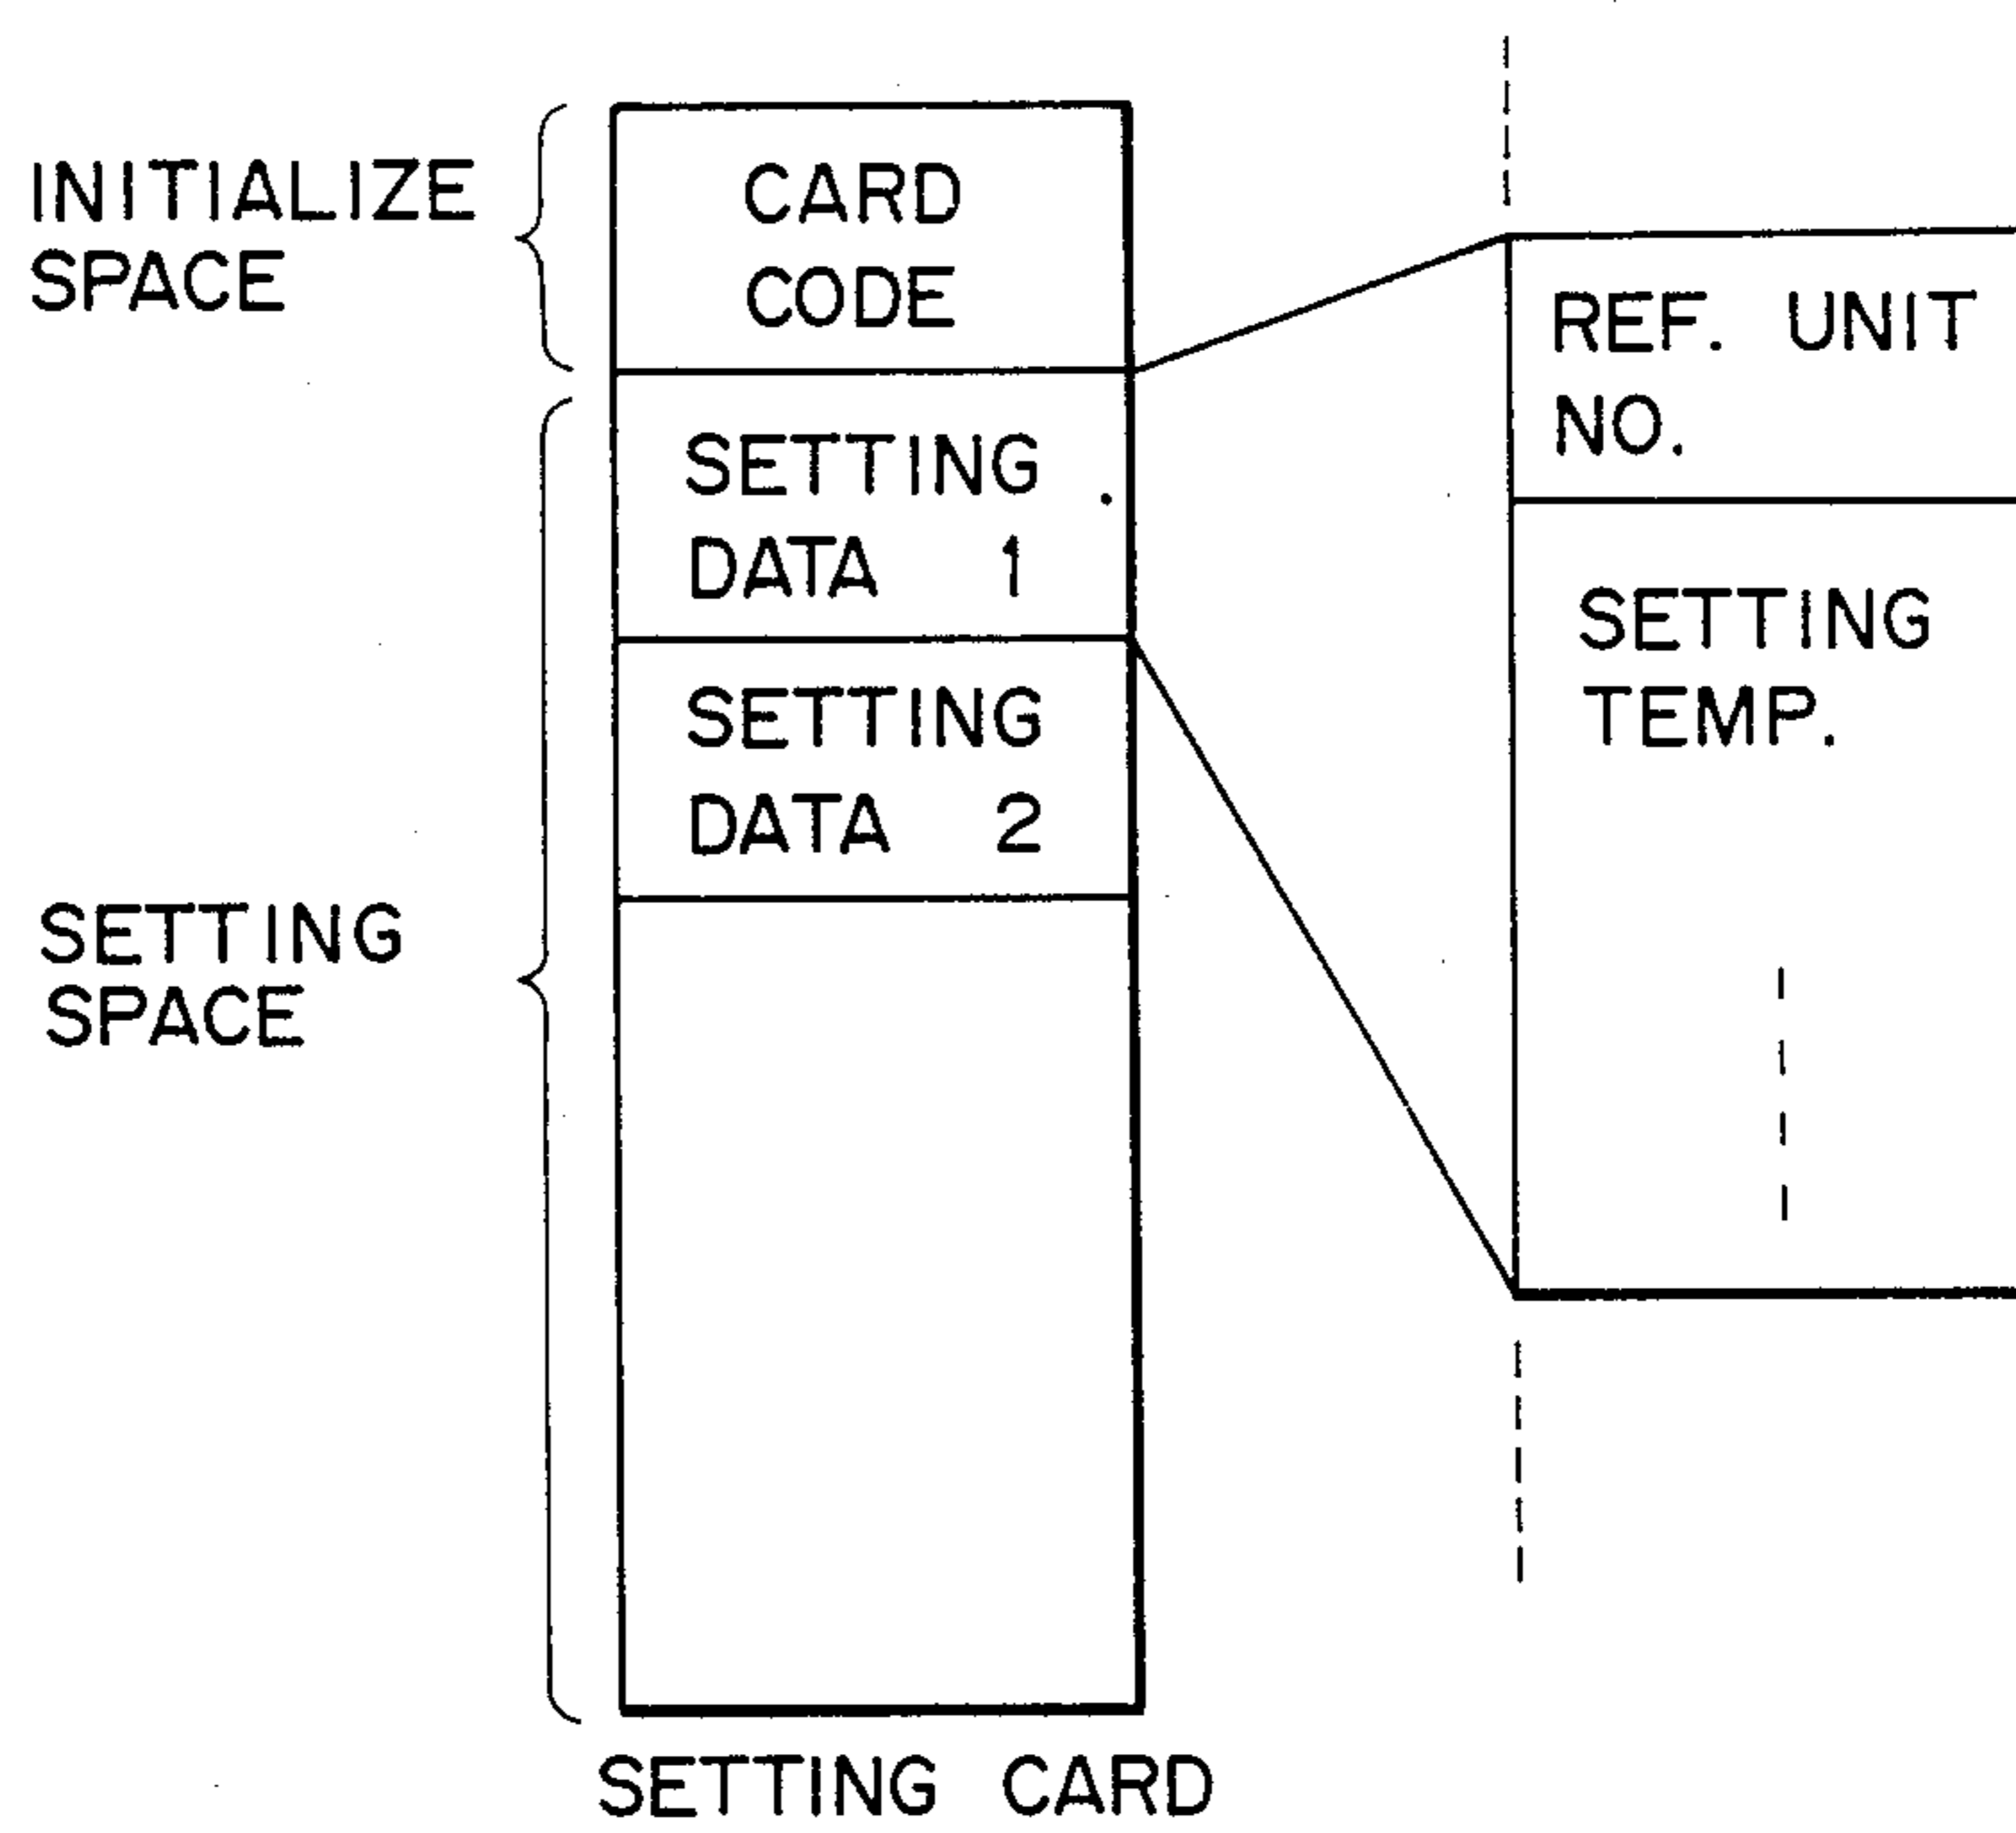 INITIALIZE
SPACE
CARD
CODE
SETTING
DATA 1
SETTING
DATA 2
SETTING
SPACE
REF. UNIT
NO.
SETTING
TEMP.
SETTING CARD